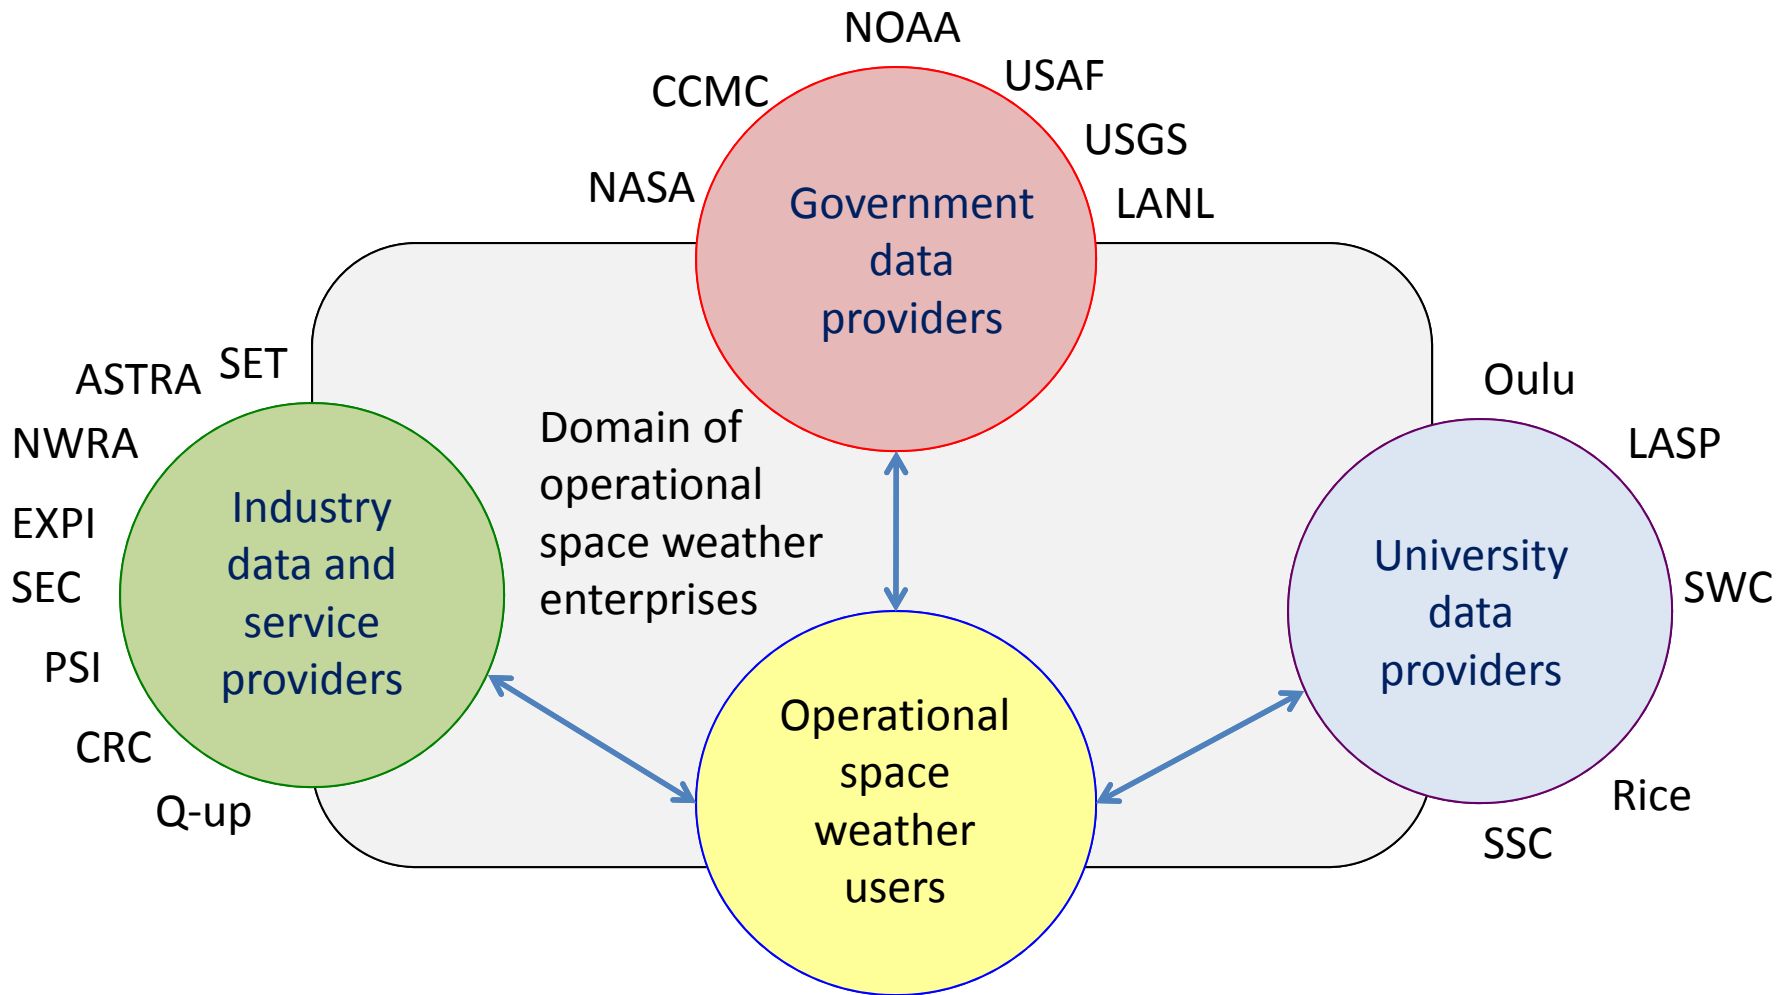 NOAA
USAF
CCMC
USGS
NASA
LANL
Government
data
providers
SET
ASTRA
NWRA
EXPI
SEC
PSI
CRC
Q-up
Industry
data and
service
providers
Domain of
operational
space weather
enterprises
Oulu
LASP
SWC
Rice
SSC
University
data
providers
Operational
space
weather
users